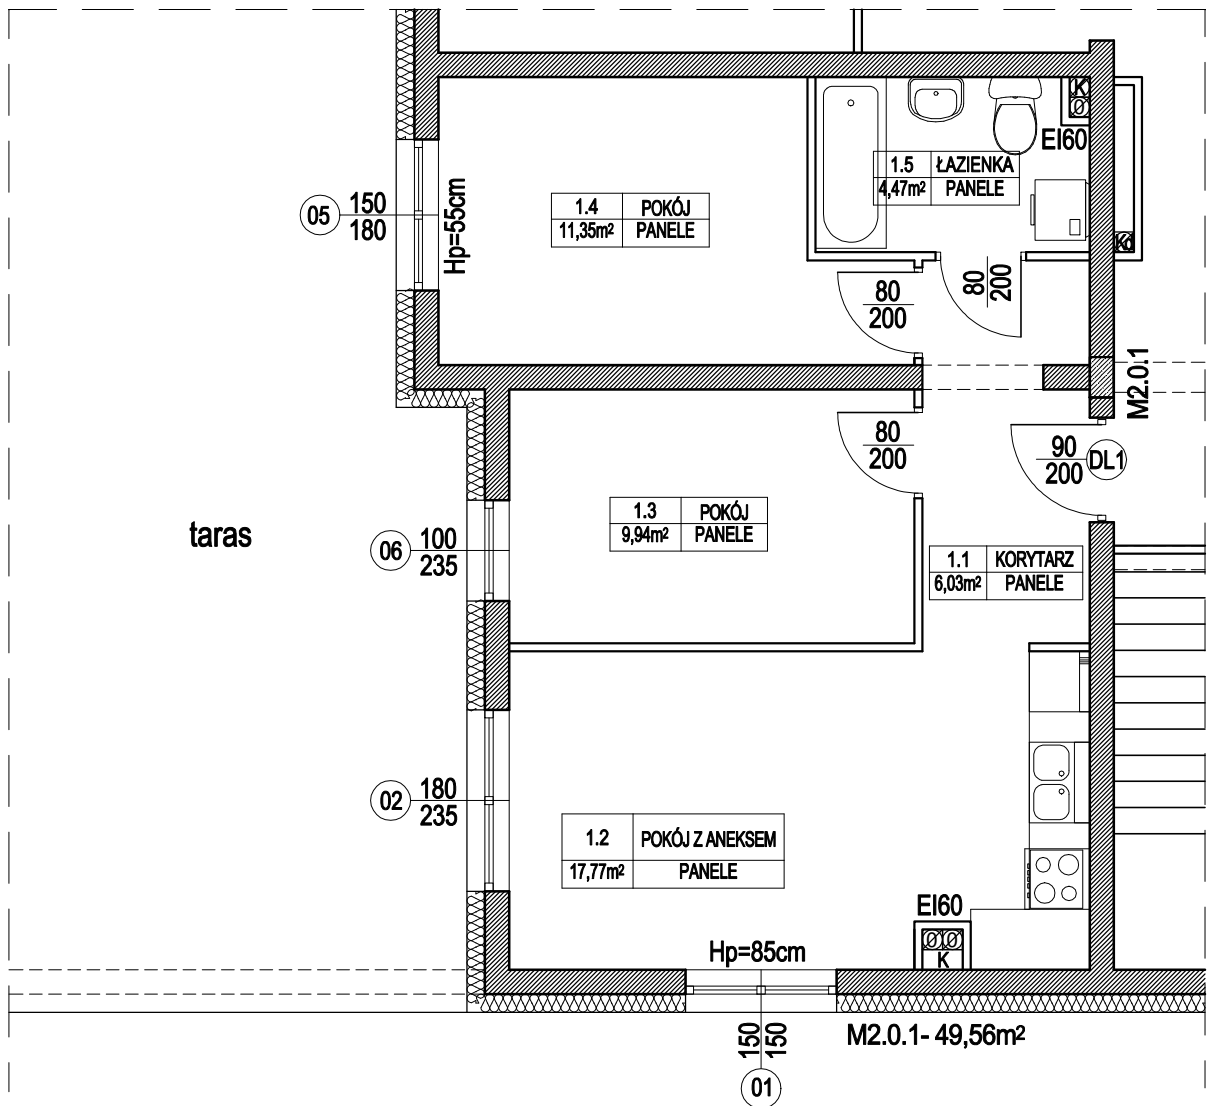 K
Ø
EI60
1.5 ŁAZIENKA
4,47m² PANELE
05 150
180
Hp=55cm
1.4 POKÓJ
11,35m² PANELE
Kd
80
200
80
200
M2.0.1
80
200
90
200 DL1
taras
06 100
235
1.3 POKÓJ
9,94m² PANELE
1.1 KORYTARZ
6,03m² PANELE
02 180
235
1.2 POKÓJ Z ANEKSEM
17,77m² PANELE
EI60
ØØ
K
Hp=85cm
150
150
M2.0.1- 49,56m²
01